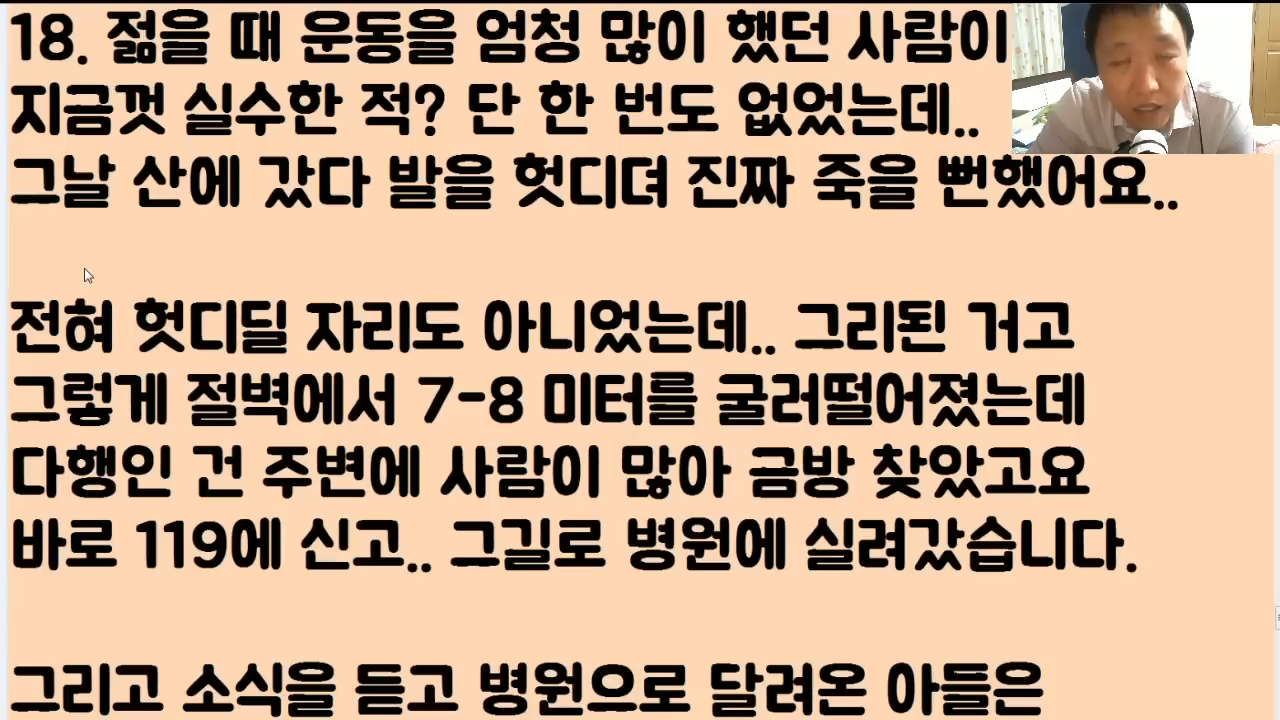 18. 젊을 때 운동을 엄청 많이 했던 사람이
지금껏 실수한 적? 단 한 번도 없었는데..
그날 산에 갔다 발을 헛디뎌 진짜 죽을 뻔했어요..
전혀 헛디딜 자리도 아니었는데.. 그리된 거고
그렇게 절벽에서 7-8 미터를 굴러떨어졌는데
다행인 건 주변에 사람이 많아 금방 찾았고요
바로 119에 신고.. 그길로 병원에 실려갔습니다.
그리고 소식을 듣고 병원으로 달려온 아들은